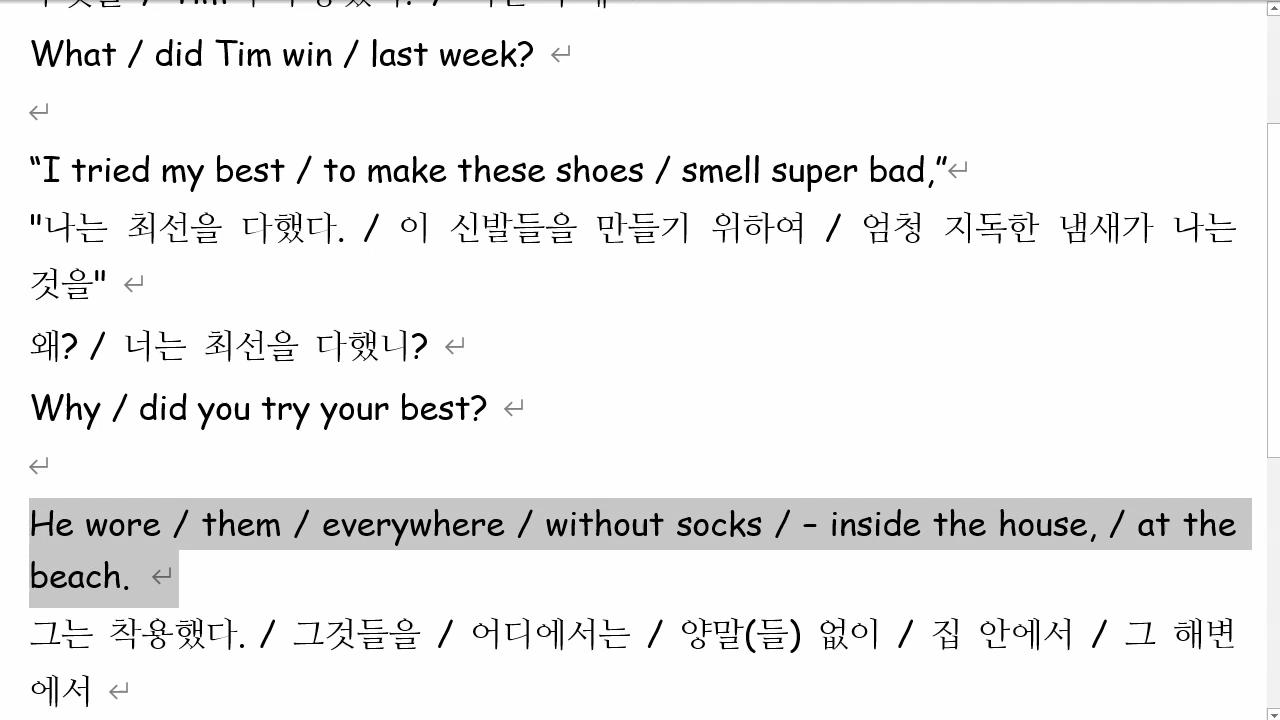 What / did Tim win / last week?
“I tried my best / to make these shoes / smell super bad,”
"나는 최선을 다했다. / 이 신발들을 만들기 위하여 / 엄청 지독한 냄새가 나는
것을"
왜? / 너는 최선을 다했니?
Why / did you try your best?
He wore / them / everywhere / without socks / – inside the house, / at the
beach.
그는 착용했다. / 그것들을 / 어디에서는 / 양말(들) 없이 / 집 안에서 / 그 해변
에서